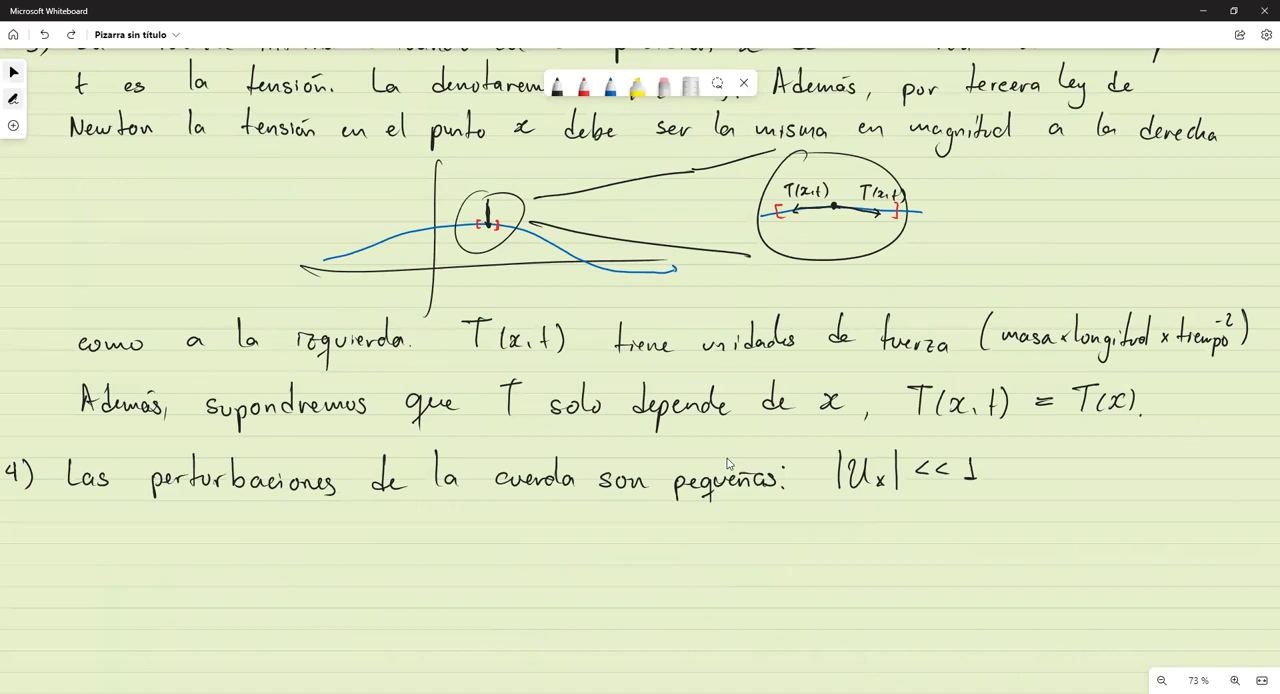 Microsoft Whiteboard
Pizarra sin título
t es la tensión. La denotarem Además, por tercera ley de
Newton la tensión en el punto x debe ser la misma en magnitud a la derecha
T(x,t) T(x,t)
como a la izquierda. T(x,t) tiene unidades de fuerza (masa×longitud×tiempo⁻²)
Además, supondremos que T solo depende de x, T(x,t) = T(x).
4) Las perturbaciones de la cuerda son pequeñas: |Ux| << 1
73 %